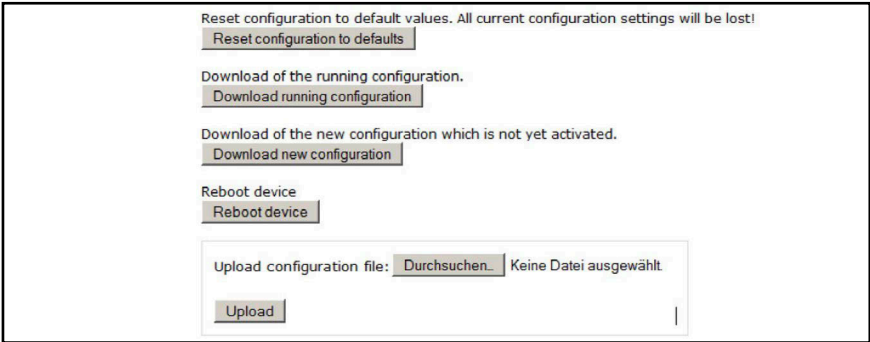 Reset configuration to default values. All current configuration settings will be lost!
Reset configuration to defaults
Download of the running configuration.
Download running configuration
Download of the new configuration which is not yet activated.
Download new configuration
Reboot device
Reboot device
Upload configuration file: Durchsuchen... Keine Datei ausgewählt.
Upload